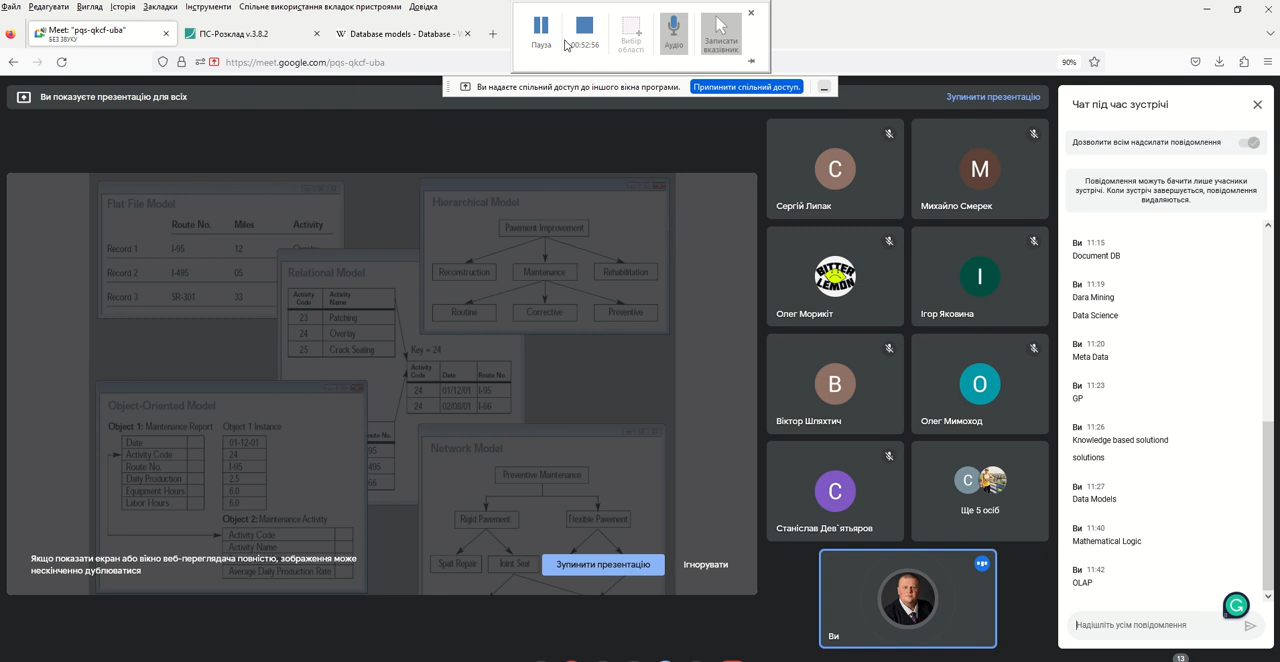 Файл Редагувати Вигляд Історія Закладки Інструменти Спільне використання вкладок пристроями Довідка
Meet: "pqs-qkcf-uba"
БЕЗ ЗВУКУ
ПС-Розклад v.3.8.2
Database models - Database -
https://meet.google.com/pqs-qkcf-uba
90%
Пауза
00:52:56
Вибір
області
Аудіо
Записати
вказівник
Ви надаєте спільний доступ до іншого вікна програми.
Припинити спільний доступ.
Ви показуєте презентацію для всіх
Зупинити презентацію
Flat File Model
Route No. Miles Activity
Record 1 I-95 12 Overlay
Record 2 I-495 05
Record 3 SR-301 33
Hierarchical Model
Pavement Improvement
Reconstruction Maintenance Rehabilitation
Routine Corrective Preventive
Relational Model
Activity
Code
Activity
Name
23 Patching
24 Overlay
25 Crack Sealing
Key = 24
Activity
Code
Date Route No.
24 01/12/01 I-95
24 02/08/01 I-66
Object-Oriented Model
Object 1: Maintenance Report Object 1 Instance
Date 01-12-01
Activity Code 24
Route No. I-95
Daily Production 2.5
Equipment Hours 6.0
Labor Hours 6.0
Object 2: Maintenance Activity
Activity Code
Activity Name
Average Daily Production Rate
Network Model
Preventive Maintenance
Rigid Pavement Flexible Pavement
Spall Repair Joint Seal
Якщо показати екран або вікно веб-переглядача повністю, зображення може
нескінченно дублюватися
Зупинити презентацію
Ігнорувати
С
Сергій Липак
М
Михайло Смерек
BITTER
LEMON
Олег Морикіт
І
Ігор Яковина
В
Віктор Шляхтич
О
Олег Мимоход
С
Станіслав Дев`ятьяров
С
Ще 5 осіб
Ви
Чат під час зустрічі
Дозволити всім надсилати повідомлення
Повідомлення можуть бачити лише учасники
зустрічі. Коли зустріч завершується, повідомлення
видаляються.
Ви 11:15
Document DB
Ви 11:19
Dara Mining
Data Science
Ви 11:20
Meta Data
Ви 11:23
GP
Ви 11:26
Knowledge based solutiond
solutions
Ви 11:27
Data Models
Ви 11:40
Mathematical Logic
Ви 11:42
OLAP
Надішліть усім повідомлення
13